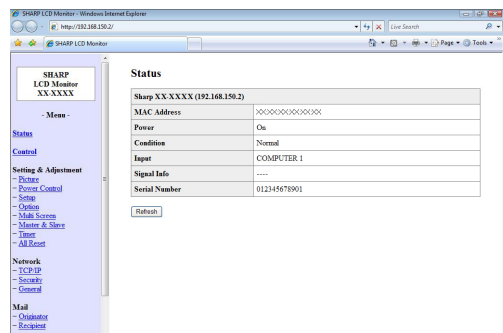 SHARP LCD Monitor - Windows Internet Explorer
http://192.168.150.2/
Live Search
SHARP LCD Monitor
Page
Tools
SHARP
LCD Monitor
XX-XXXX
- Menu -
Status
Control
Setting & Adjustment
- Picture
- Power Control
- Setup
- Option
- Multi Screen
- Master & Slave
- Timer
- All Reset
Network
- TCP/IP
- Security
- General
Mail
- Originator
- Recipient
Status
Sharp XX-XXXX (192.168.150.2)
MAC Address XXXXXXXXXXXX
Power On
Condition Normal
Input COMPUTER 1
Signal Info ----
Serial Number 012345678901
Refresh